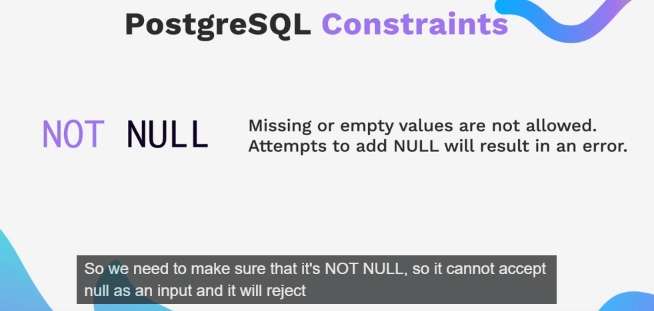 PostgreSQL Constraints
NOT NULL
Missing or empty values are not allowed.
Attempts to add NULL will result in an error.
So we need to make sure that it's NOT NULL, so it cannot accept
null as an input and it will reject